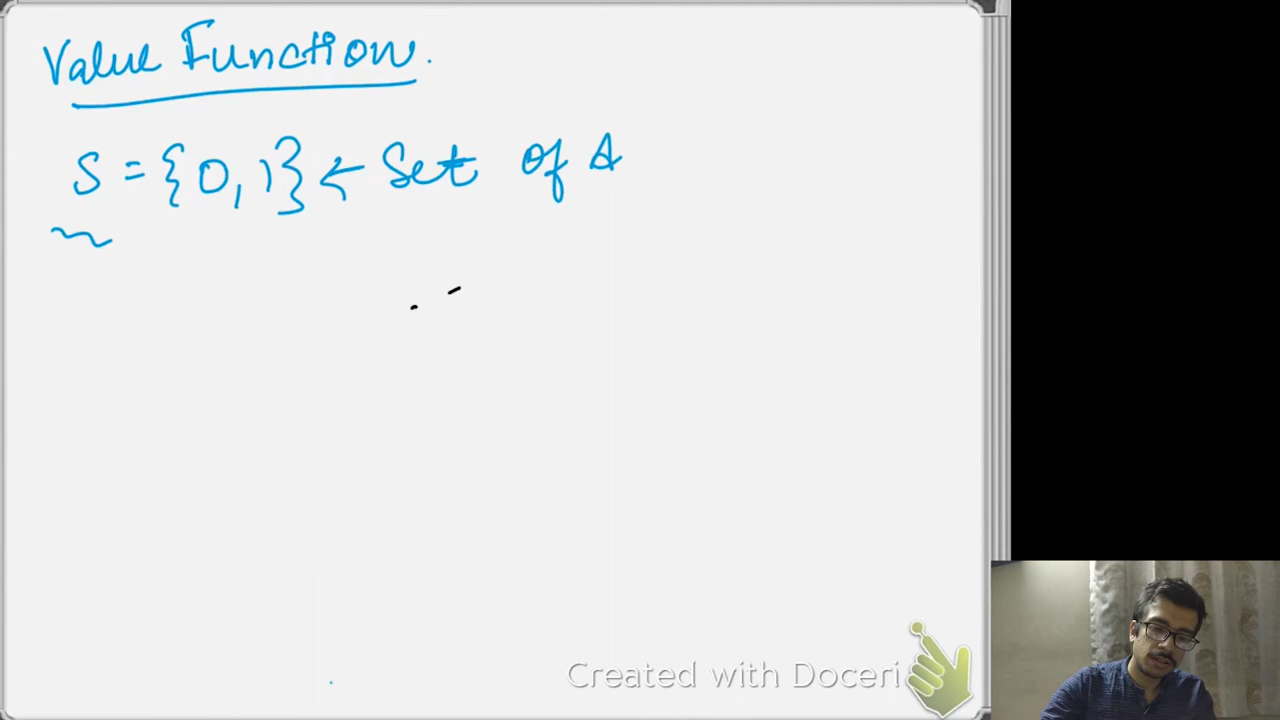 Value Function.
S = {0, 1} ← Set of
Created with Doceri